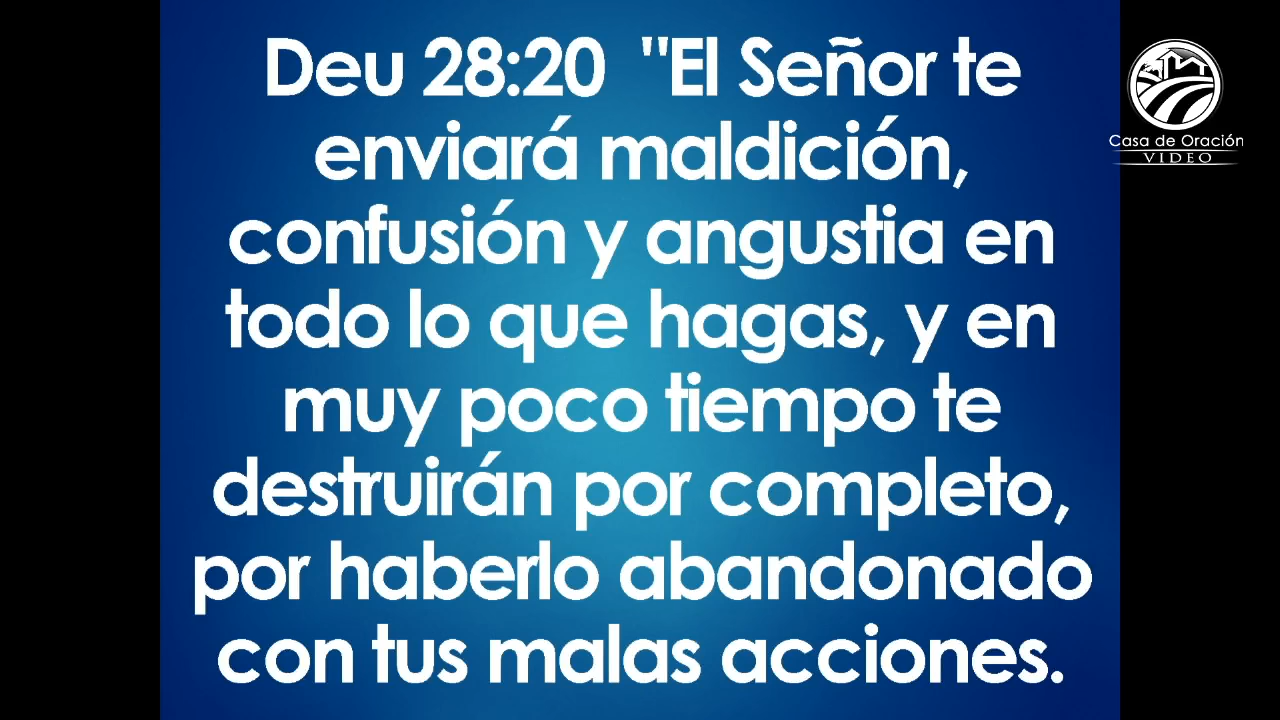 Deu 28:20  "El Señor te
enviará maldición,
confusión y angustia en
todo lo que hagas, y en
muy poco tiempo te
destruirán por completo,
por haberlo abandonado
con tus malas acciones.
Casa de Oración
VIDEO